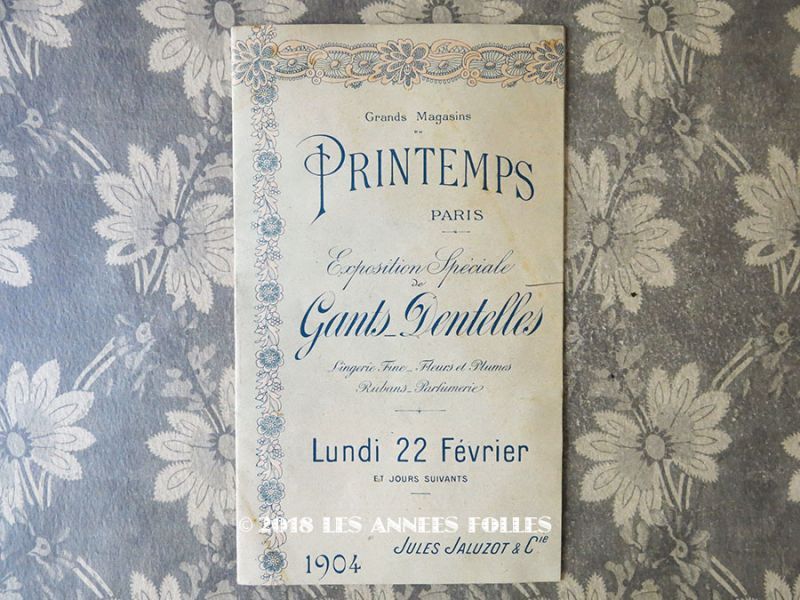 Grands Magasins
DU
PRINTEMPS
PARIS
Exposition Spéciale
de
Gants_Dentelles
Lingerie Fine_Fleurs et Plumes
Rubans_Parfumerie
Lundi 22 Février
ET JOURS SUIVANTS
© 2018 LES ANNEES FOLLES
JULES JALUZOT & Cie
1904